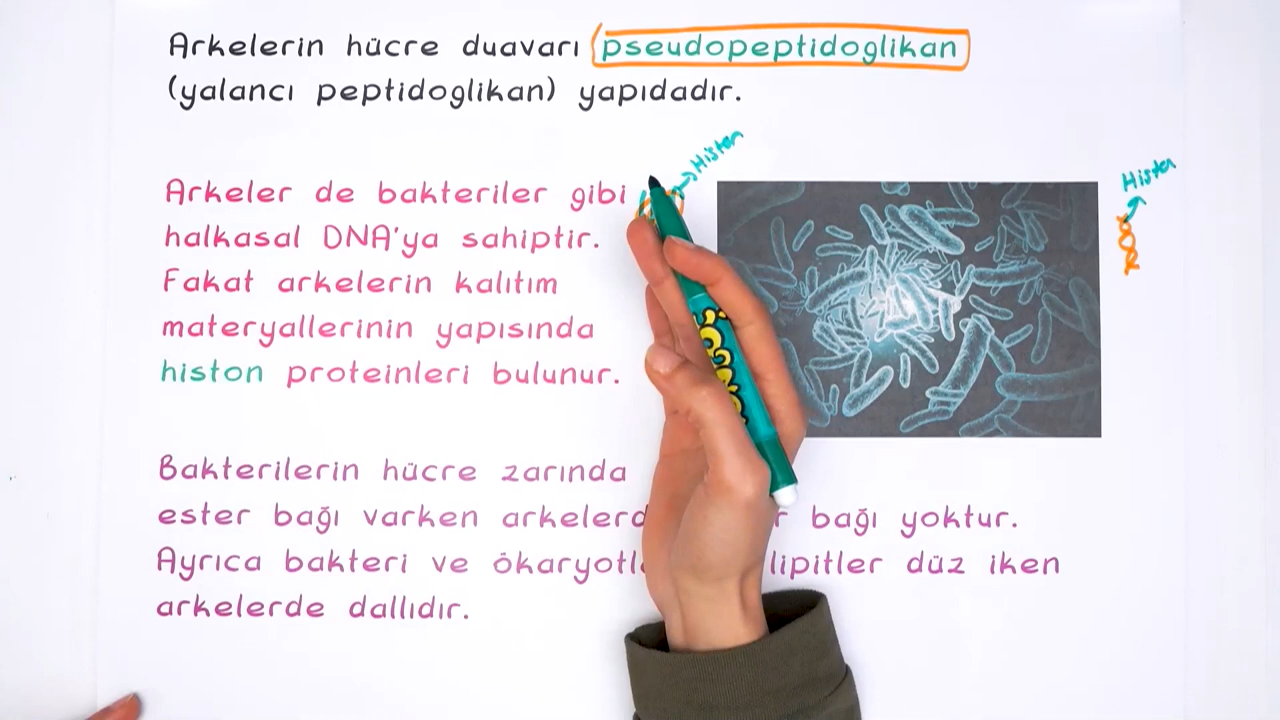 Arkelerin hücre duavarı pseudopeptidoglikan
(yalancı peptidoglikan) yapıdadır.
Histon
Histon
Arkeler de bakteriler gibi
halkasal DNA'ya sahiptir.
Fakat arkelerin kalıtım
materyallerinin yapısında
histon proteinleri bulunur.
Bakterilerin hücre zarında
ester bağı varken bağı yoktur.
Ayrıca bakteri ve lipitler düz iken
arkelerde dallıdır.